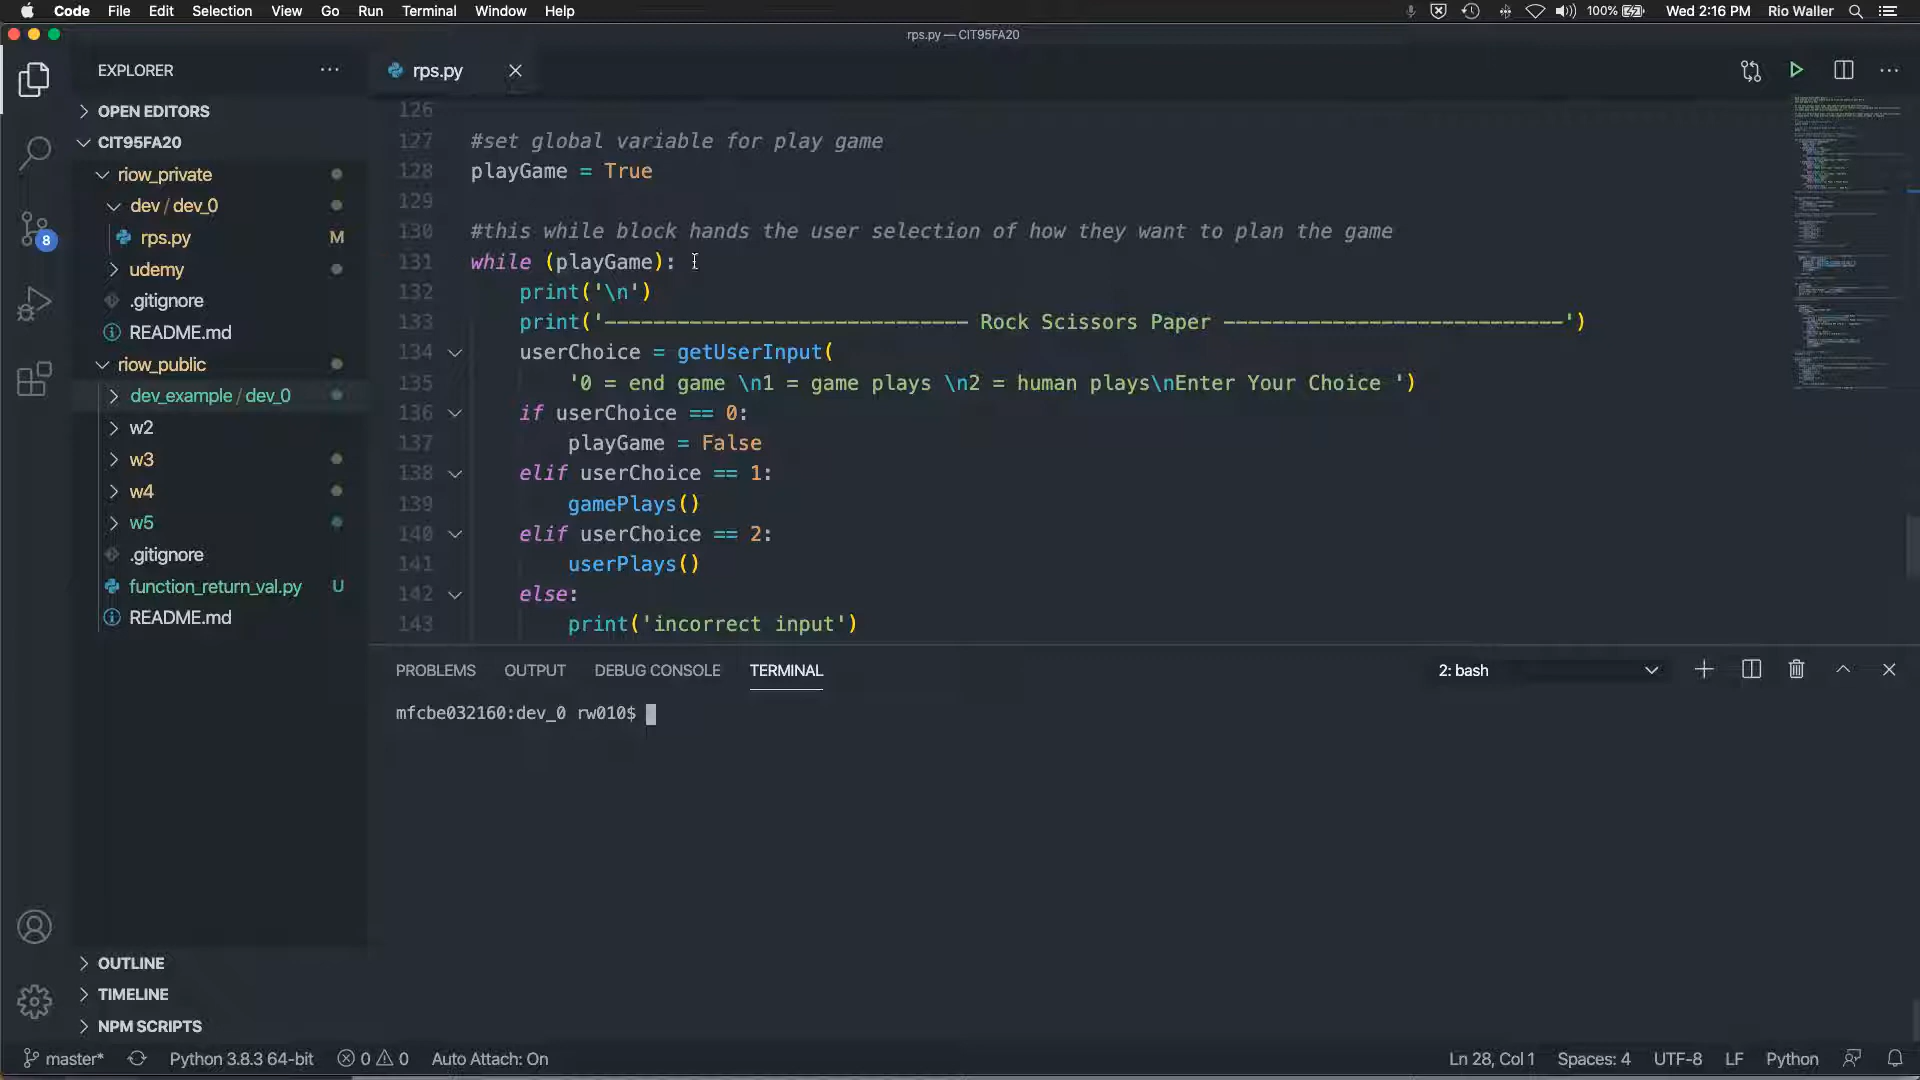 Code File Edit Selection View Go Run Terminal Window Help 100% Wed 2:16 PM Rio Waller
rps.py — CIT95FA20
EXPLORER
rps.py
OPEN EDITORS
CIT95FA20
riow_private
dev / dev_0
rps.py M
udemy
.gitignore
README.md
riow_public
dev_example / dev_0
w2
w3
w4
w5
.gitignore
function_return_val.py U
README.md
8
OUTLINE
TIMELINE
NPM SCRIPTS
126
127 #set global variable for play game
128 playGame = True
129
130 #this while block hands the user selection of how they want to plan the game
131 while (playGame):
132 print('\n')
133 print('------------------------------ Rock Scissors Paper ----------------------------')
134 userChoice = getUserInput(
135 '0 = end game \n1 = game plays \n2 = human plays\nEnter Your Choice ')
136 if userChoice == 0:
137 playGame = False
138 elif userChoice == 1:
139 gamePlays()
140 elif userChoice == 2:
141 userPlays()
142 else:
143 print('incorrect input')
PROBLEMS OUTPUT DEBUG CONSOLE TERMINAL 2: bash
mfcbe032160:dev_0 rw010$
master* Python 3.8.3 64-bit 0 0 Auto Attach: On Ln 28, Col 1 Spaces: 4 UTF-8 LF Python